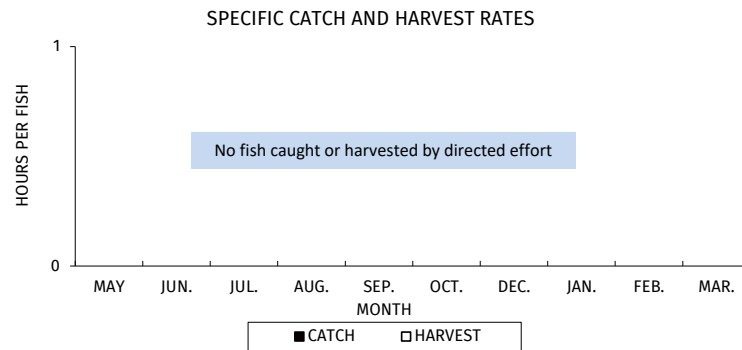 SPECIFIC CATCH AND HARVEST RATES
1
HOURS PER FISH
No fish caught or harvested by directed effort
0
MAY JUN. JUL. AUG. SEP. OCT. DEC. JAN. FEB. MAR.
MONTH
CATCH HARVEST